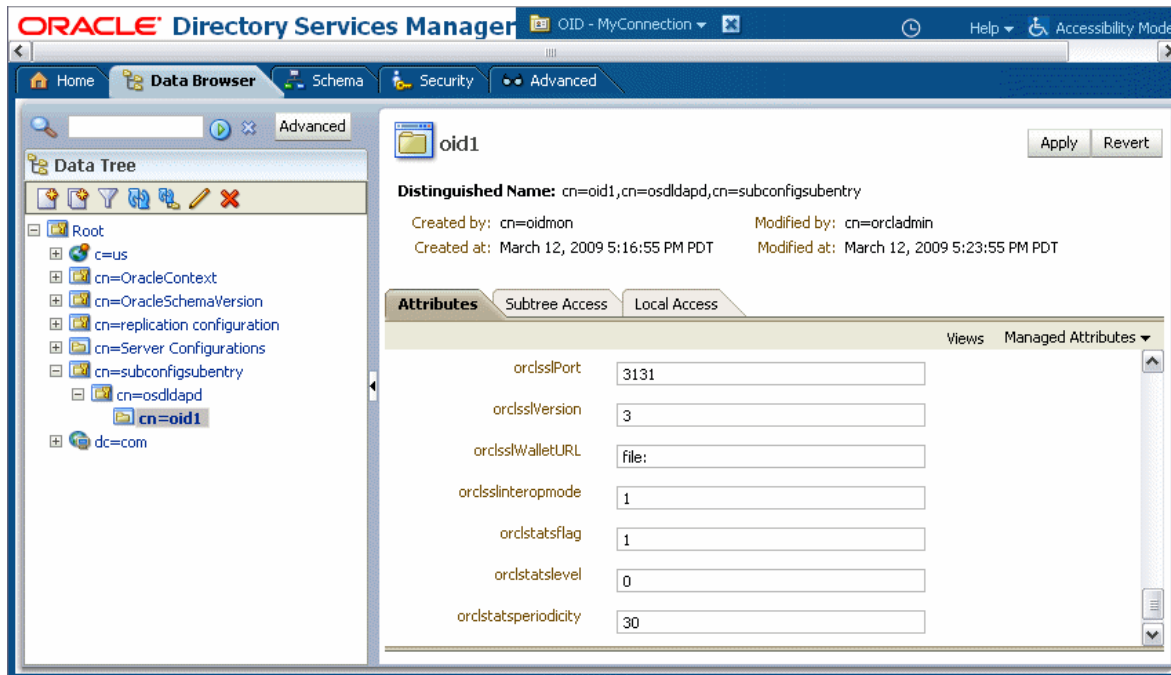 ORACLE Directory Services Manager OID - MyConnection Help Accessibility Mode
Home Data Browser Schema Security Advanced
Advanced
Data Tree
Root
c=us
cn=OracleContext
cn=OracleSchemaVersion
cn=replication configuration
cn=Server Configurations
cn=subconfigsubentry
cn=osdldapd
cn=oid1
dc=com
oid1
Apply Revert
Distinguished Name: cn=oid1,cn=osdldapd,cn=subconfigsubentry
Created by: cn=oidmon Modified by: cn=orcladmin
Created at: March 12, 2009 5:16:55 PM PDT Modified at: March 12, 2009 5:23:55 PM PDT
Attributes Subtree Access Local Access
Views Managed Attributes
orclsslPort 3131
orclsslVersion 3
orclsslWalletURL file:
orclsslinteropmode 1
orclstatsflag 1
orclstatslevel 0
orclstatsperiodicity 30